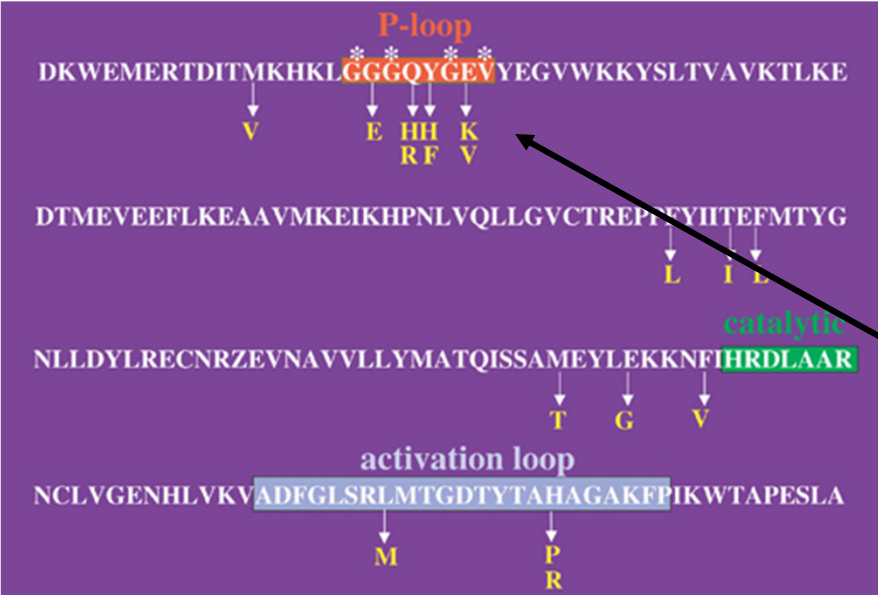 P-loop
* * * *
DKWEMERTDITMKHKLGGGQYGEVYEGVWKKYSLTVAVKTLKE
V E H H K
R F V
DTMEVEEFLKEAAVMKEIKHPNLVQLLGVCTREPPFYIITEFMTYG
L I L
catalytic
NLLDYLRECNRZEVNAVVLLYMATQISSAMEYLEKKNFIHRDLAAR
T G V
activation loop
NCLVGENHLVKVADFGLSRLMTGDTYTAHAGAKFPIKWTAPESLA
M P
R